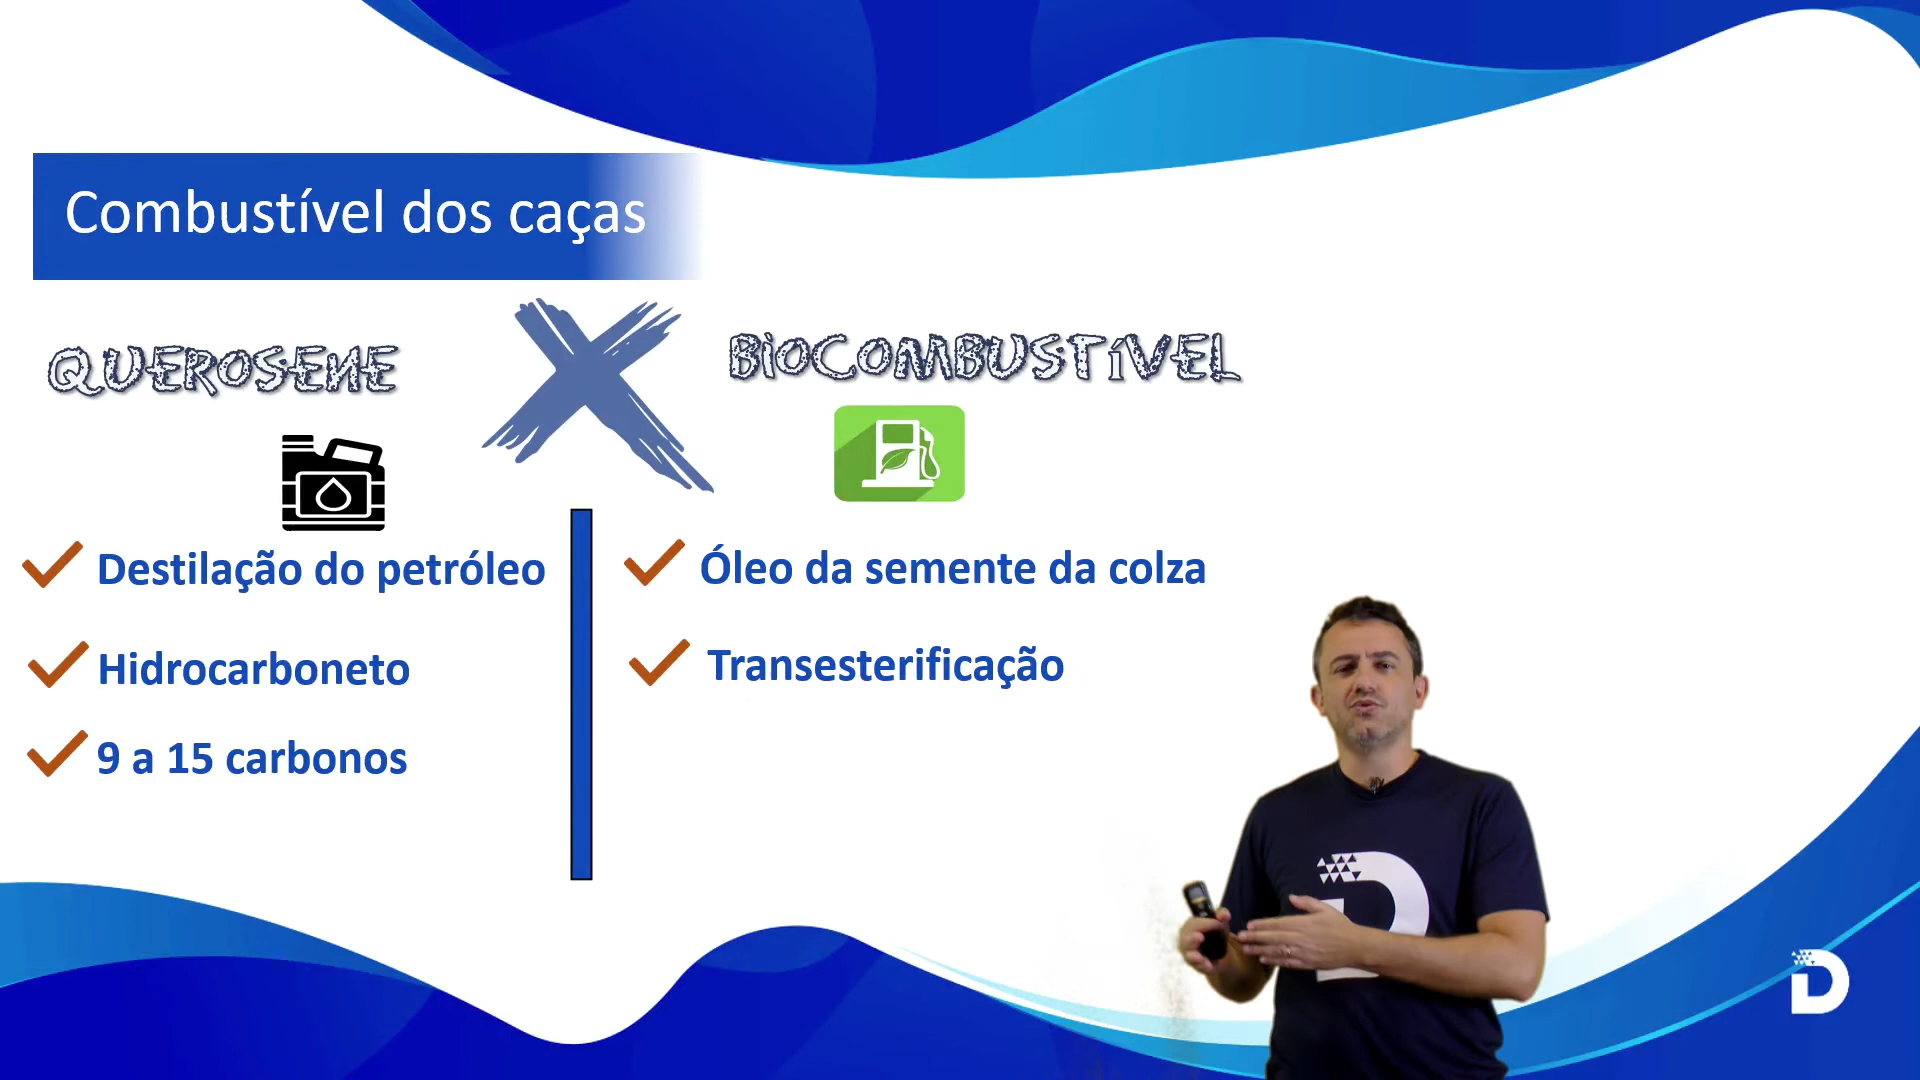 Combustível dos caças
QUEROSENE
BIOCOMBUSTÍVEL
Destilação do petróleo
Hidrocarboneto
9 a 15 carbonos
Óleo da semente da colza
Transesterificação
D
D